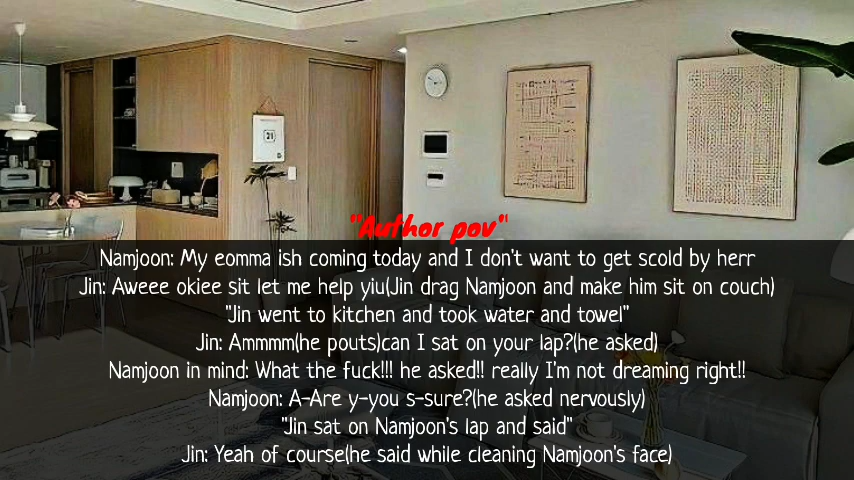 21
"Author pov"
Namjoon: My eomma ish coming today and I don't want to get scold by herr
Jin: Aweee okiee sit let me help yiu(Jin drag Namjoon and make him sit on couch)
"Jin went to kitchen and took water and towel"
Jin: Ammmm(he pouts)can I sat on your lap?(he asked)
Namjoon in mind: What the fuck!!! he asked!! really I'm not dreaming right!!
Namjoon: A-Are y-you s-sure?(he asked nervously)
"Jin sat on Namjoon's lap and said"
Jin: Yeah of course(he said while cleaning Namjoon's face)